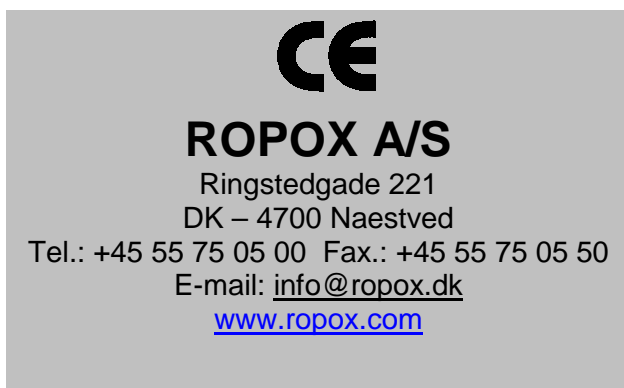 CE
ROPOX A/S
Ringstedgade 221
DK – 4700 Naestved
Tel.: +45 55 75 05 00 Fax.: +45 55 75 05 50
E-mail: info@ropox.dk
www.ropox.com